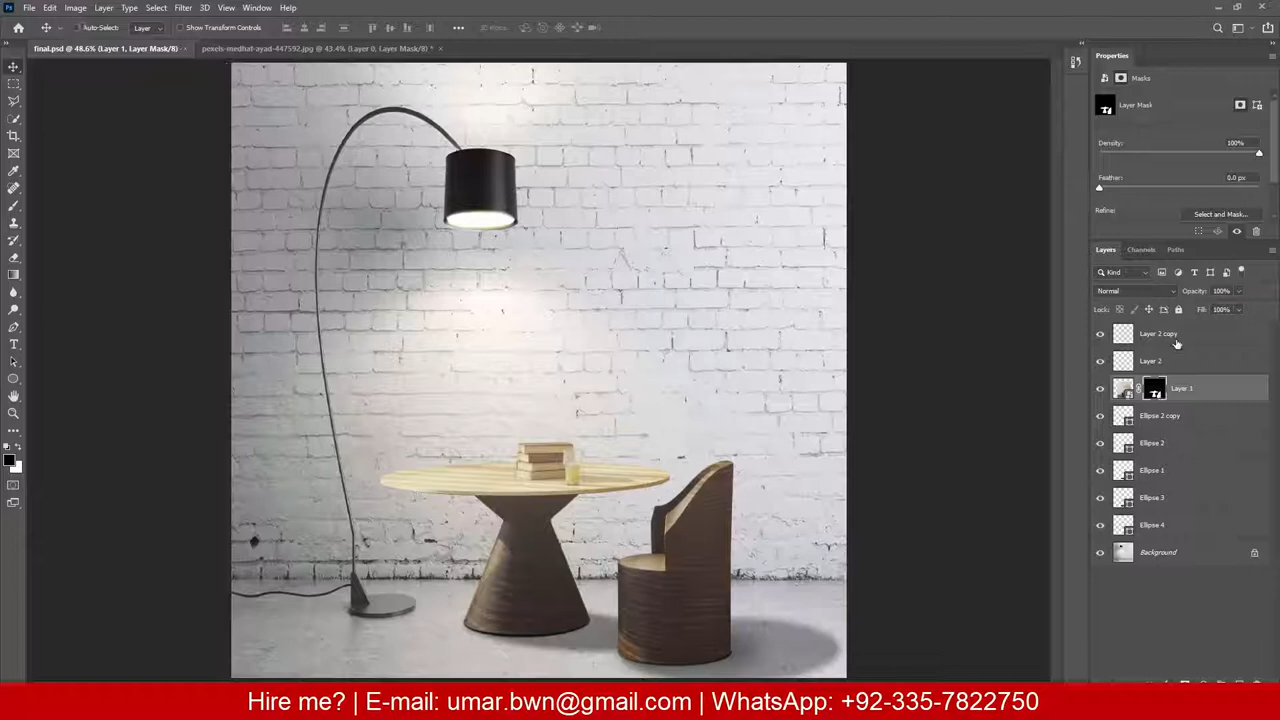 File Edit Image Layer Type Select Filter 3D View Window Help
Auto-Select: Layer Show Transform Controls 3D Mode:
final.psd @ 48.6% (Layer 1, Layer Mask/8) pexels-medhat-ayad-447592.jpg @ 43.4% (Layer 0, Layer Mask/8) * ×
Properties
Masks
Layer Mask
Density: 100%
Feather: 0.0 px
Refine: Select and Mask...
Layers Channels Paths
Kind
Normal Opacity: 100%
Lock: Fill: 100%
Layer 2 copy
Layer 2
Layer 1
Ellipse 2 copy
Ellipse 2
Ellipse 1
Ellipse 3
Ellipse 4
Background
Hire me? | E-mail: umar.bwn@gmail.com | WhatsApp: +92-335-7822750